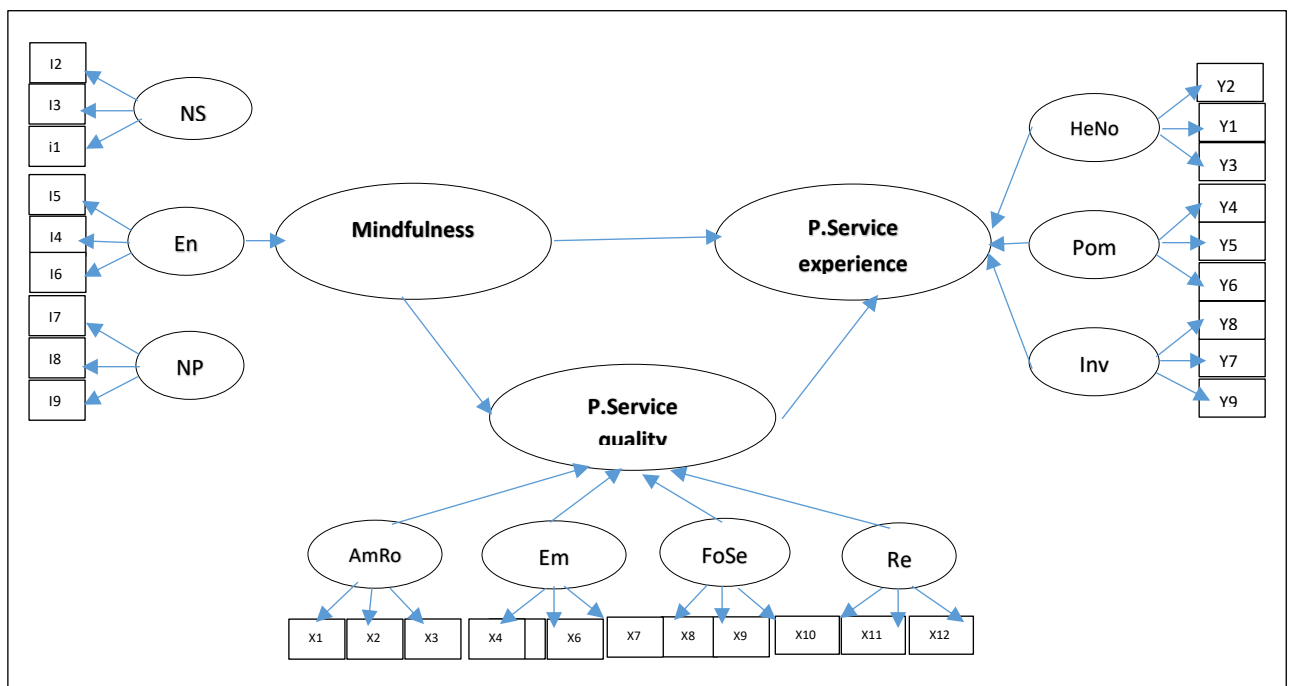 I2
I3
i1
NS
I5
I4
I6
En
I7
I8
I9
NP
Mindfulness
P.Service
experience
P.Service
quality
HeNo
Pom
Inv
Y2
Y1
Y3
Y4
Y5
Y6
Y8
Y7
Y9
AmRo
Em
FoSe
Re
X1
X2
X3
X4
X6
X7
X8
X9
X10
X11
X12